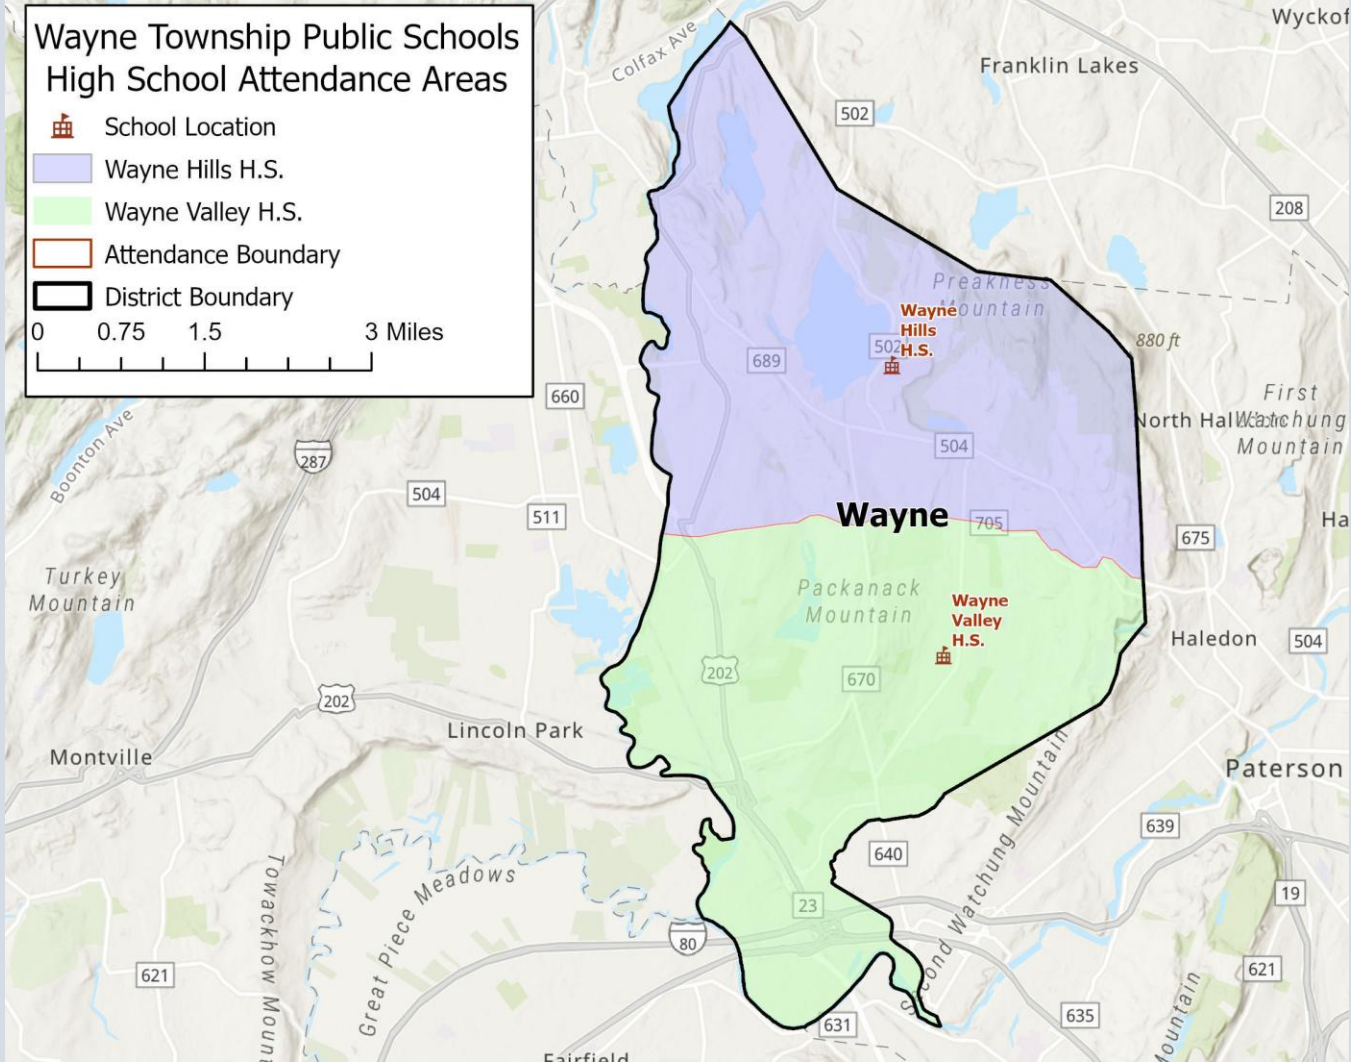 Wayne Township Public Schools
High School Attendance Areas
School Location
Wayne Hills H.S.
Wayne Valley H.S.
Attendance Boundary
District Boundary
0 0.75 1.5 3 Miles
Colfax Ave
Wyckof
Franklin Lakes
502
208
Preakness
Mountain
Wayne
Hills
H.S.
502
689
880 ft
660
First
Watchung
Mountain
Boonton Ave
287
504
504
511
Wayne
705
Ha
675
Turkey
Mountain
Packanack
Mountain
Wayne
Valley
H.S.
Haledon
504
202
670
202
Lincoln Park
Montville
Paterson
639
640
Towackhow Moun
Great Piece Meadows
Second Watchung Mountain
23
19
80
621
621
635
631
Mountain
Fairfield